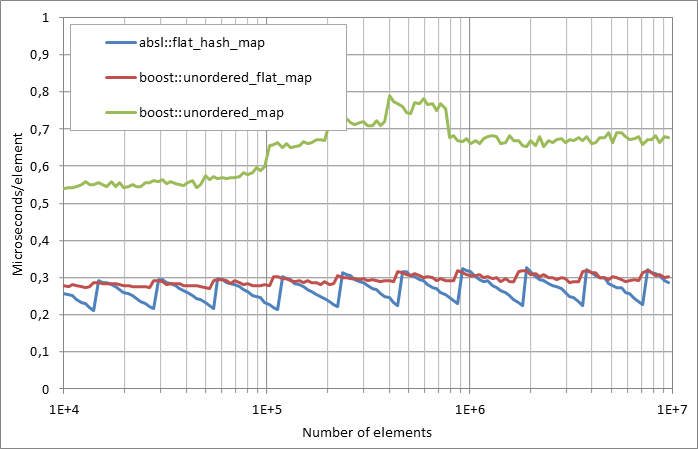 1
0,9
0,8
0,7
0,6
0,5
0,4
0,3
0,2
0,1
0
Microseconds/element
absl::flat_hash_map
boost::unordered_flat_map
boost::unordered_map
1E+4 1E+5 1E+6 1E+7
Number of elements